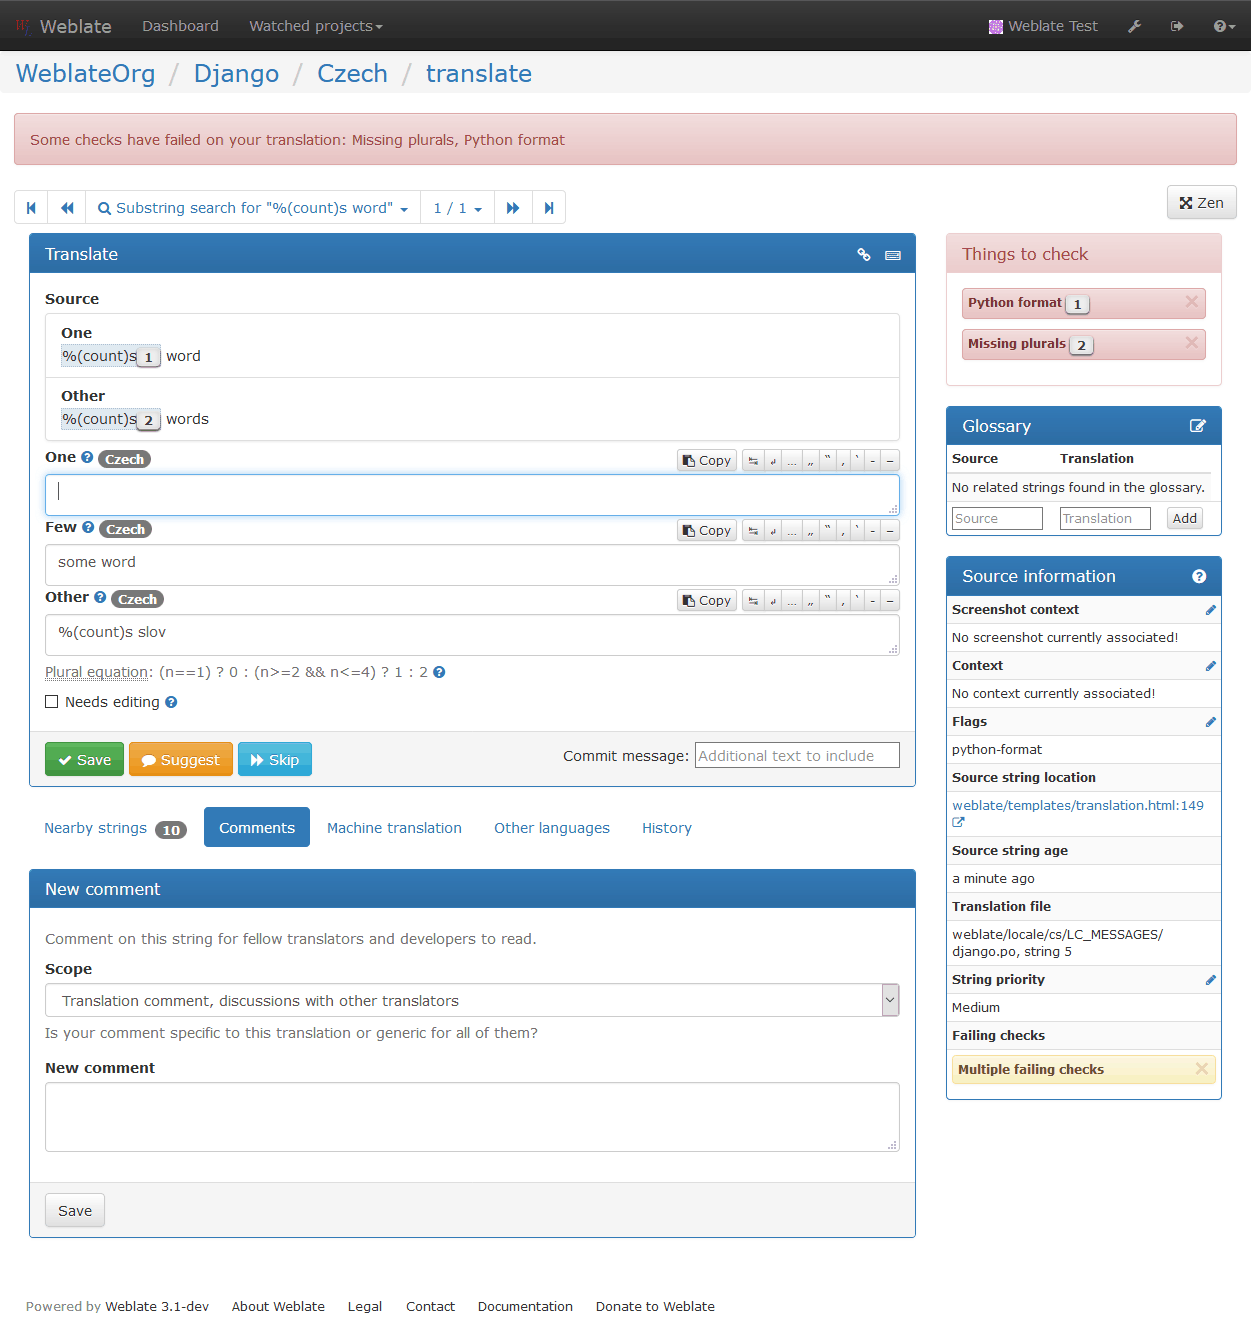 Weblate Dashboard Watched projects Weblate Test
WeblateOrg / Django / Czech / translate
Some checks have failed on your translation: Missing plurals, Python format
Substring search for "%(count)s word" 1 / 1 Zen
Translate
Source
One
%(count)s 1 word
Other
%(count)s 2 words
One Czech Copy … „ “ ‚ ‘ - –
Few Czech Copy … „ “ ‚ ‘ - –
some word
Other Czech Copy … „ “ ‚ ‘ - –
%(count)s slov
Plural equation: (n==1) ? 0 : (n>=2 && n<=4) ? 1 : 2
Needs editing
Save Suggest Skip Commit message: Additional text to include
Nearby strings 10 Comments Machine translation Other languages History
New comment
Comment on this string for fellow translators and developers to read.
Scope
Translation comment, discussions with other translators
Is your comment specific to this translation or generic for all of them?
New comment
Save
Things to check
Python format 1
Missing plurals 2
Glossary
Source Translation
No related strings found in the glossary.
Source Translation Add
Source information
Screenshot context
No screenshot currently associated!
Context
No context currently associated!
Flags
python-format
Source string location
weblate/templates/translation.html:149
Source string age
a minute ago
Translation file
weblate/locale/cs/LC_MESSAGES/
django.po, string 5
String priority
Medium
Failing checks
Multiple failing checks
Powered by Weblate 3.1-dev About Weblate Legal Contact Documentation Donate to Weblate